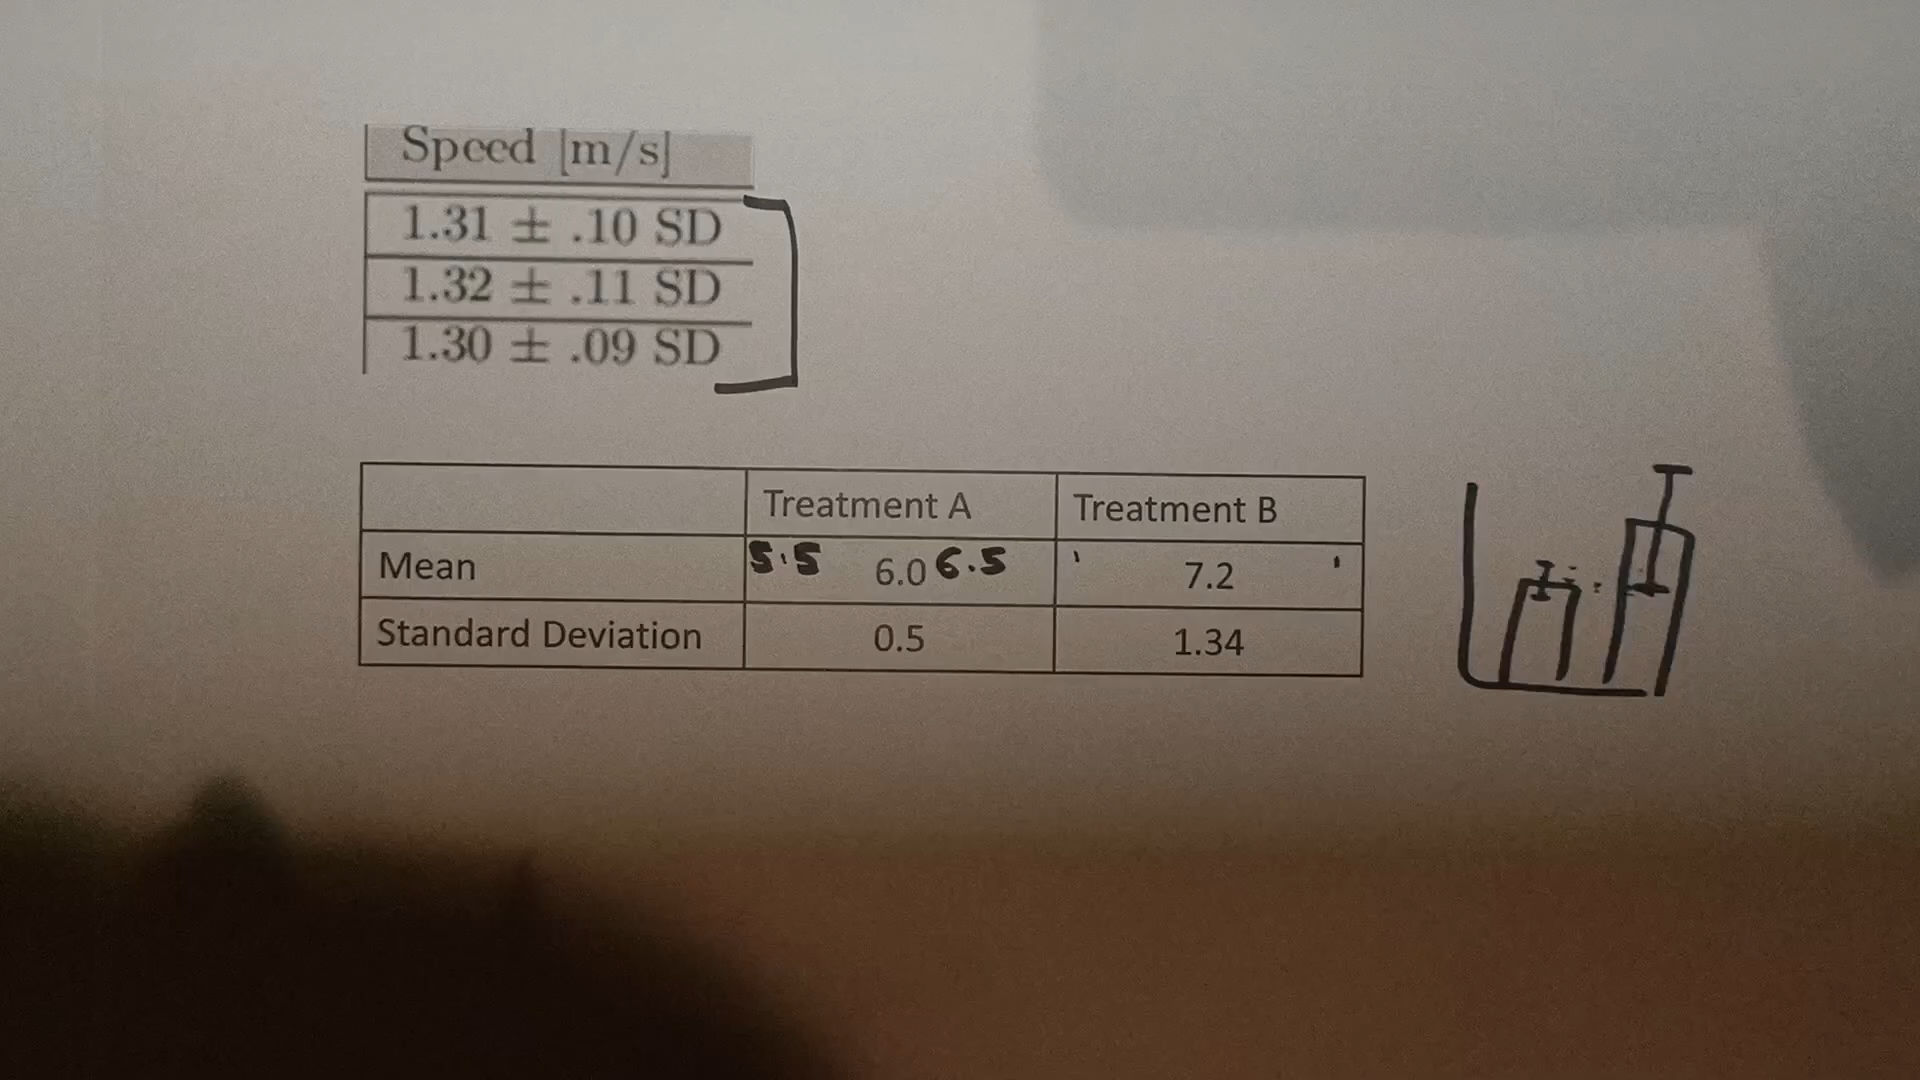 Speed [m/s]
1.31 ± .10 SD
1.32 ± .11 SD
1.30 ± .09 SD
Treatment A Treatment B
Mean 5.5 6.0 6.5 7.2
Standard Deviation 0.5 1.34